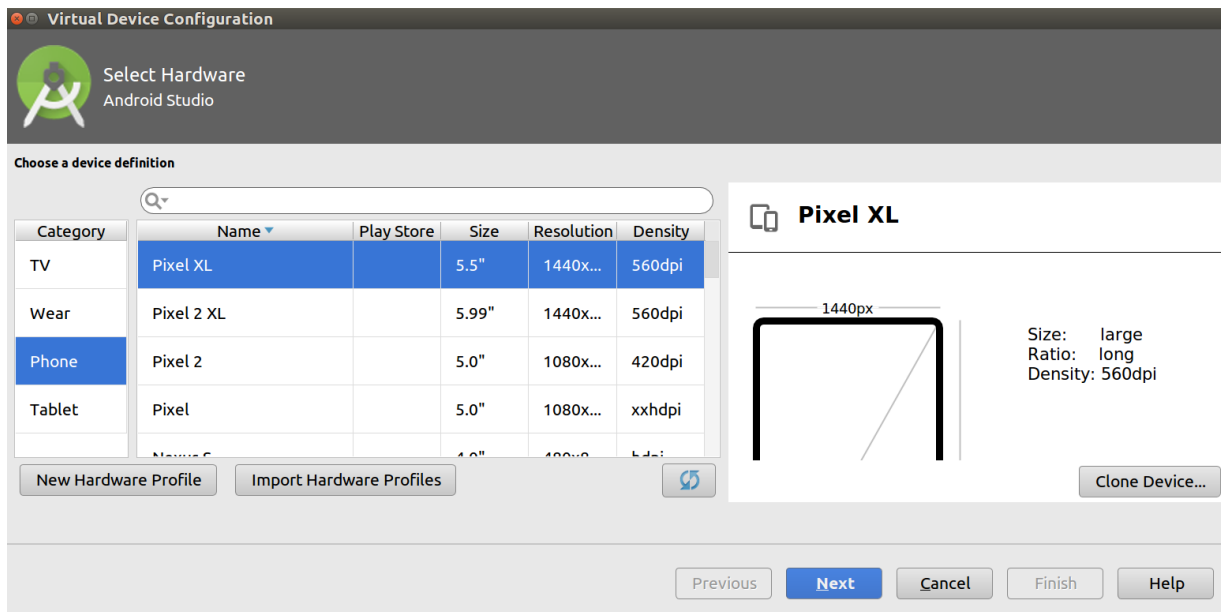 Virtual Device Configuration
Select Hardware
Android Studio
Choose a device definition
Category
TV
Wear
Phone
Tablet
Name Play Store Size Resolution Density
Pixel XL 5.5" 1440x... 560dpi
Pixel 2 XL 5.99" 1440x... 560dpi
Pixel 2 5.0" 1080x... 420dpi
Pixel 5.0" 1080x... xxhdpi
New Hardware Profile Import Hardware Profiles
Pixel XL
1440px
Size: large
Ratio: long
Density: 560dpi
Clone Device...
Previous Next Cancel Finish Help